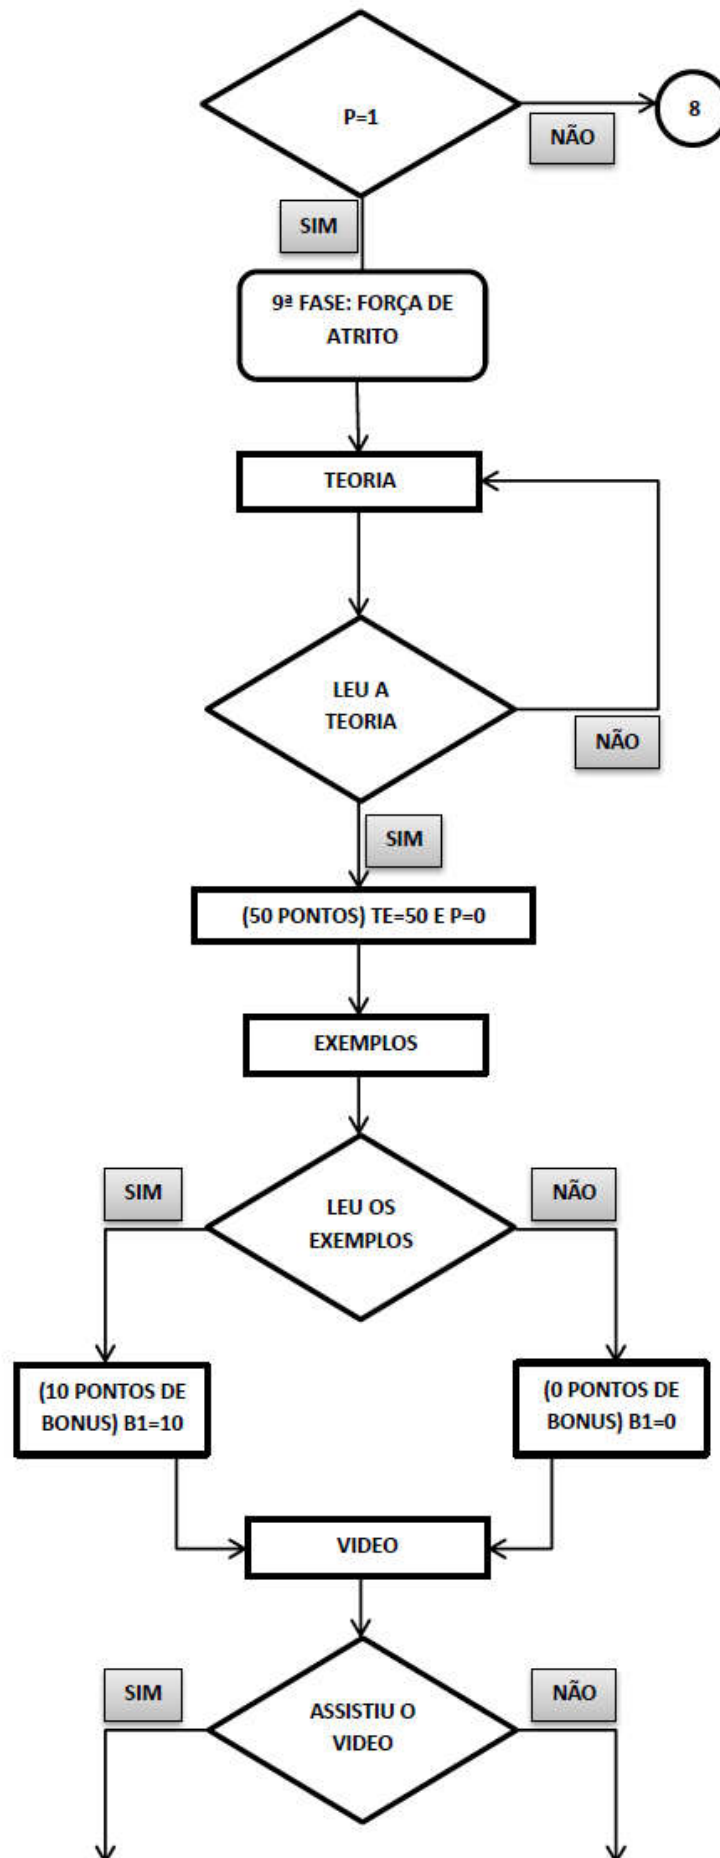 P=1
8
NÃO
SIM
9ª FASE: FORÇA DE
ATRITO
TEORIA
LEU A
TEORIA
NÃO
SIM
(50 PONTOS) TE=50 E P=0
EXEMPLOS
SIM
NÃO
LEU OS
EXEMPLOS
(10 PONTOS DE
BONUS) B1=10
(0 PONTOS DE
BONUS) B1=0
VIDEO
SIM
NÃO
ASSISTIU O
VIDEO